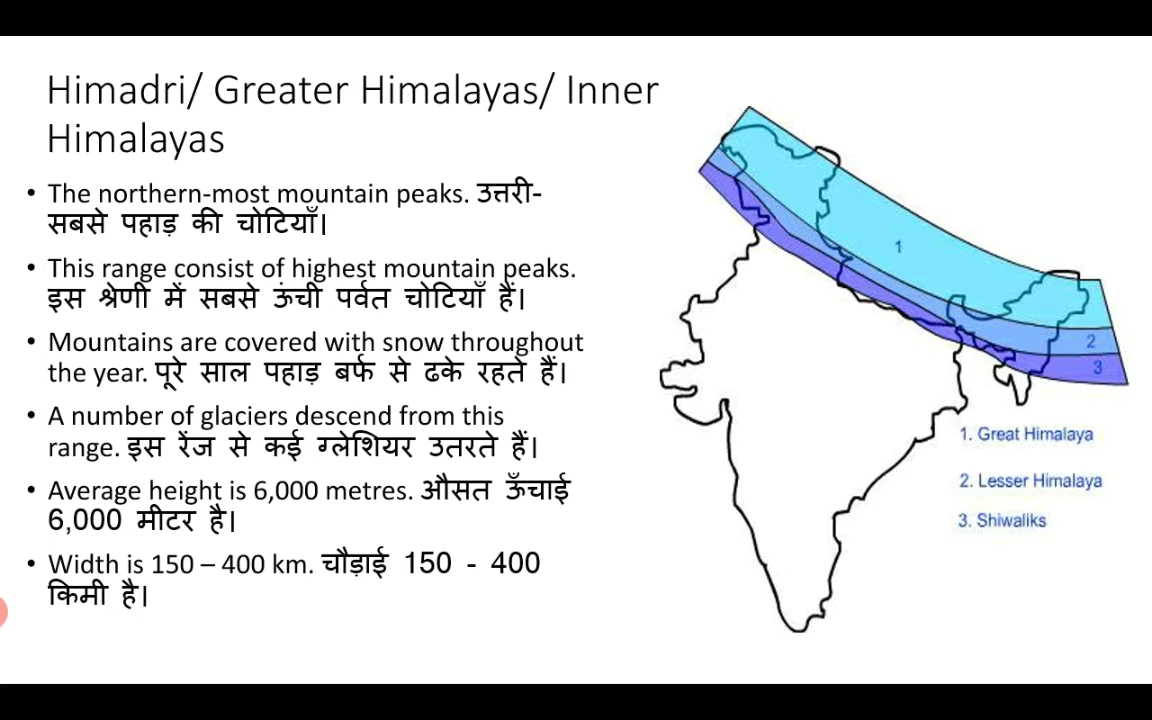 Himadri/ Greater Himalayas/ Inner
Himalayas
• The northern-most mountain peaks. उत्तरी-
सबसे पहाड़ की चोटियाँ।
• This range consist of highest mountain peaks.
इस श्रेणी में सबसे ऊंची पर्वत चोटियाँ हैं।
• Mountains are covered with snow throughout
the year. पूरे साल पहाड़ बर्फ से ढके रहते हैं।
• A number of glaciers descend from this
range. इस रेंज से कई ग्लेशियर उतरते हैं।
• Average height is 6,000 metres. औसत ऊँचाई
6,000 मीटर है।
• Width is 150 – 400 km. चौड़ाई 150 - 400
किमी है।
1
2
3
1. Great Himalaya
2. Lesser Himalaya
3. Shiwaliks